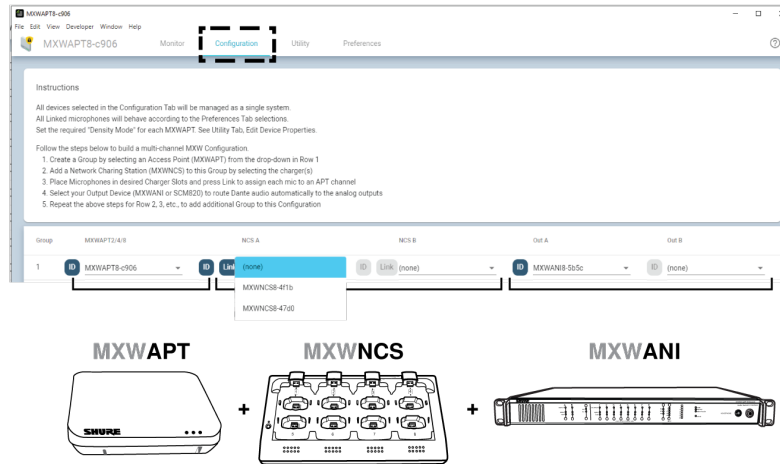 MXWAPT8-c906
File Edit View Developer Window Help
MXWAPT8-c906 Monitor Configuration Utility Preferences
Instructions
All devices selected in the Configuration Tab will be managed as a single system.
All Linked microphones will behave according to the Preferences Tab selections.
Set the required "Density Mode" for each MXWAPT. See Utility Tab, Edit Device Properties.
Follow the steps below to build a multi-channel MXW Configuration:
1. Create a Group by selecting an Access Point (MXWAPT) from the drop-down in Row 1
2. Add a Network Charing Station (MXWNCS) to this Group by selecting the charger(s)
3. Place Microphones in desired Charger Slots and press Link to assign each mic to an APT channel
4. Select your Output Device (MXWANI or SCM820) to route Dante audio automatically to the analog outputs
5. Repeat the above steps for Row 2, 3, etc., to add additional Group to this Configuration
Group MXWAPT2/4/8 NCS A NCS B Out A Out B
1 ID MXWAPT8-c906 ID Link (none) ID Link (none) ID MXWANI8-5b5c ID (none)
MXWNCS8-4f1b
MXWNCS8-47d0
MXWAPT MXWNCS MXWANI
SHURE + +
5 6 7 8